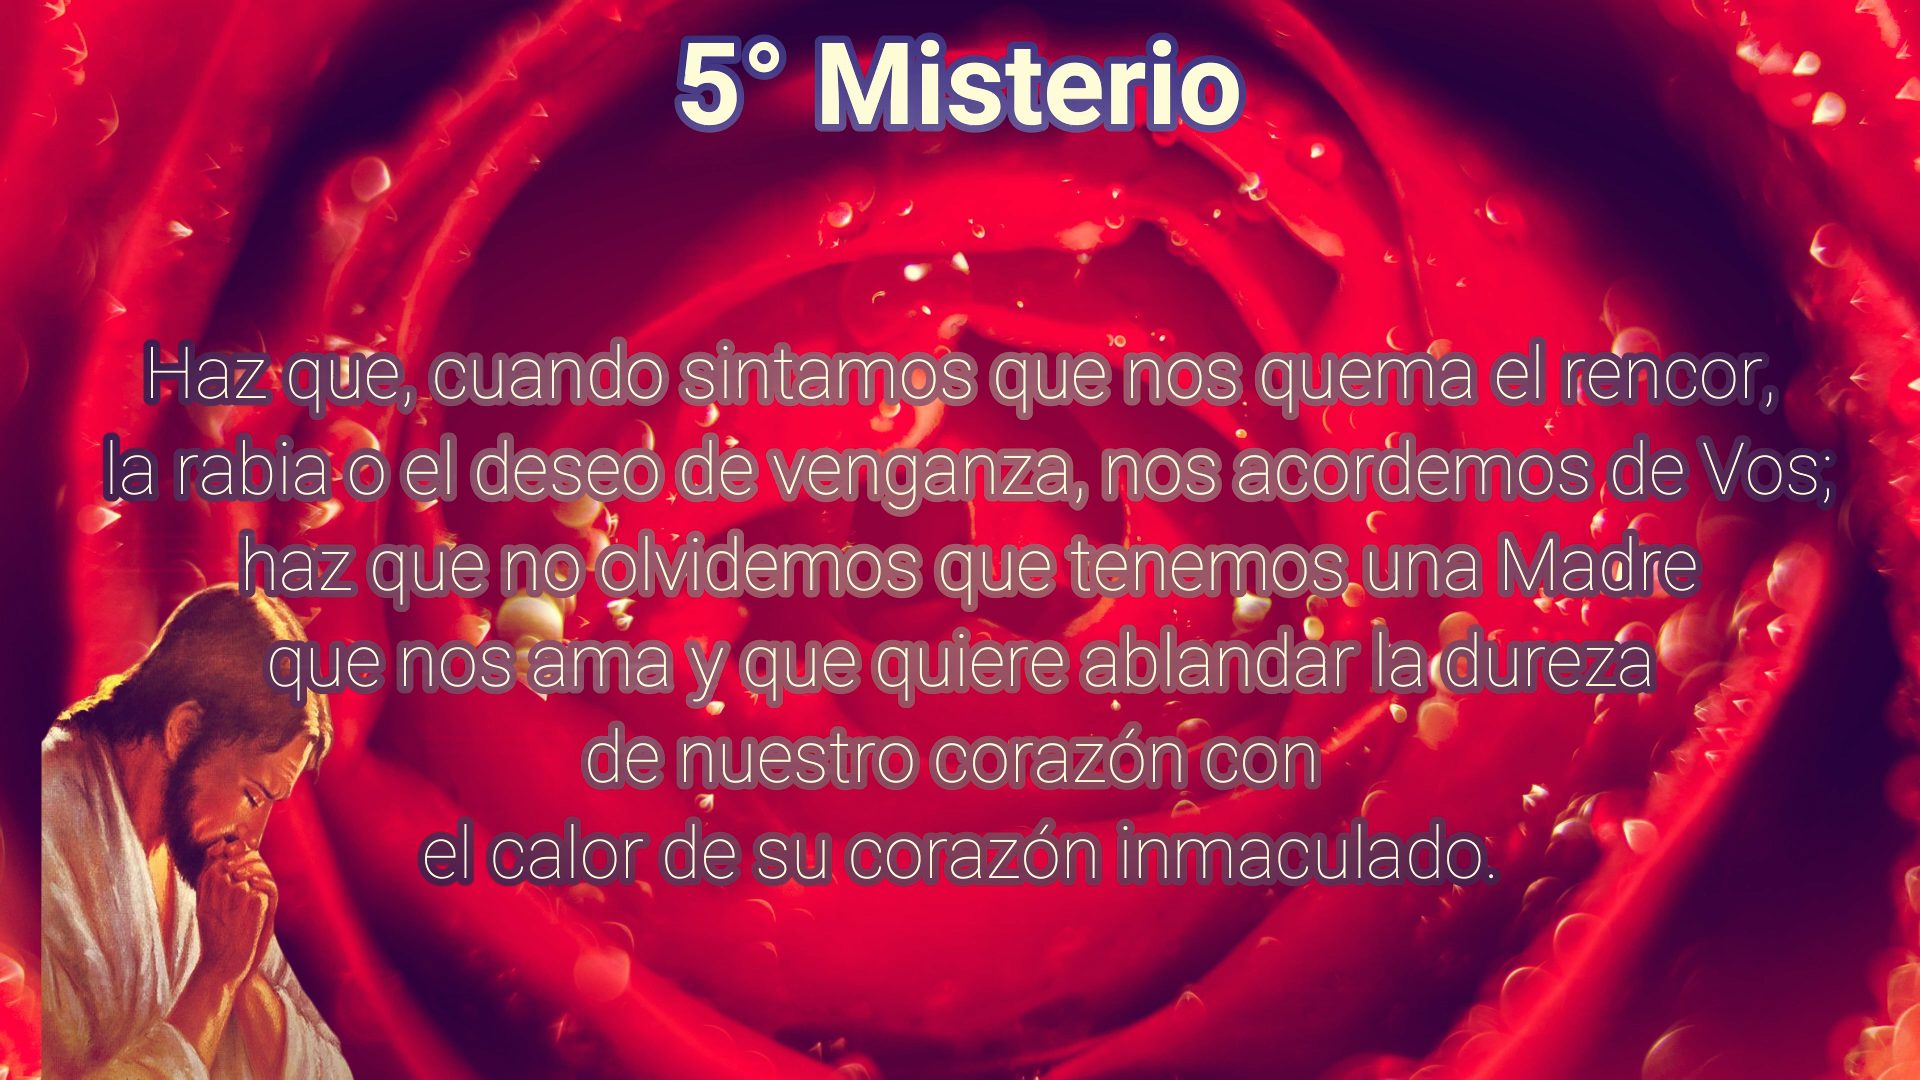 5° Misterio
Haz que, cuando sintamos que nos quema el rencor,
la rabia o el deseo de venganza, nos acordemos de Vos;
haz que no olvidemos que tenemos una Madre
que nos ama y que quiere ablandar la dureza
de nuestro corazón con
el calor de su corazón inmaculado.